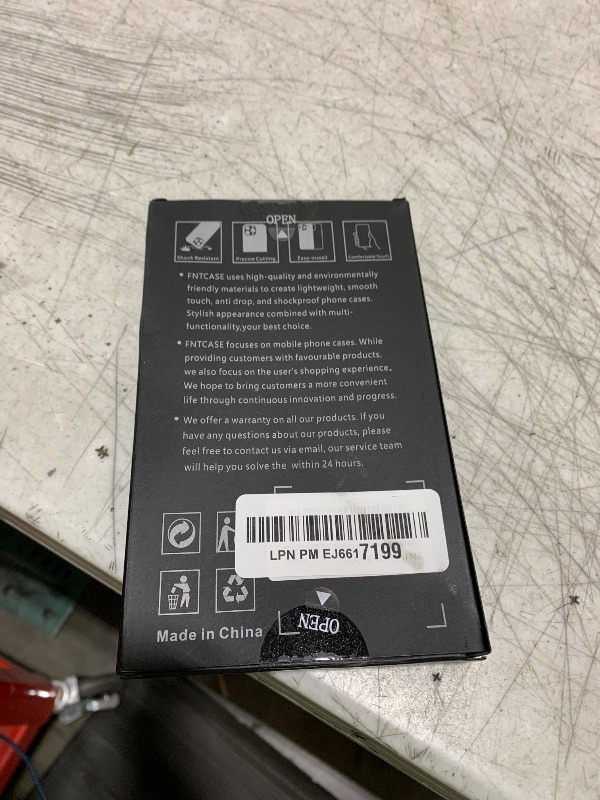 OPEN
Shock Resistant
Precise Cutting
Easy-install
Comfortable Touch
• FNTCASE uses high-quality and environmentally
friendly materials to create lightweight, smooth
touch, anti drop, and shockproof phone cases.
Stylish appearance combined with multi-
functionality,your best choice.
• FNTCASE focuses on mobile phone cases. While
providing customers with favourable products,
we also focus on the user's shopping experience。
We hope to bring customers a more convenient
life through continuous innovation and progress.
• We offer a warranty on all our products. If you
have any questions about our products, please
feel free to contact us via email, our service team
will help you solve the within 24 hours.
LPN PM EJ6617199
OPEN
Made in China